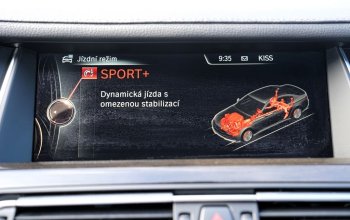 Jízdní režim
9:35 KISS
SPORT+
Dynamická jízda s
omezenou stabilizací